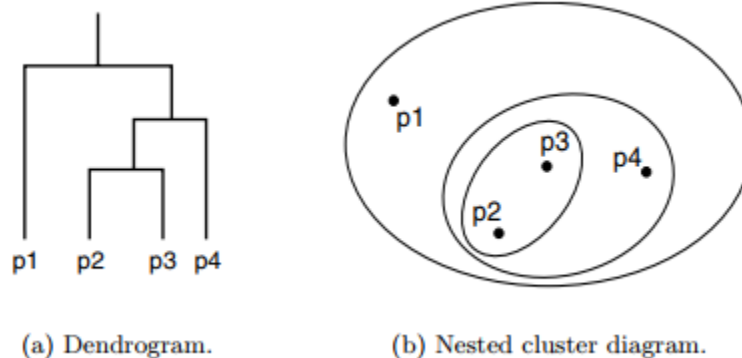 p1 p2 p3 p4
(a) Dendrogram.
p1
p3
p4
p2
(b) Nested cluster diagram.